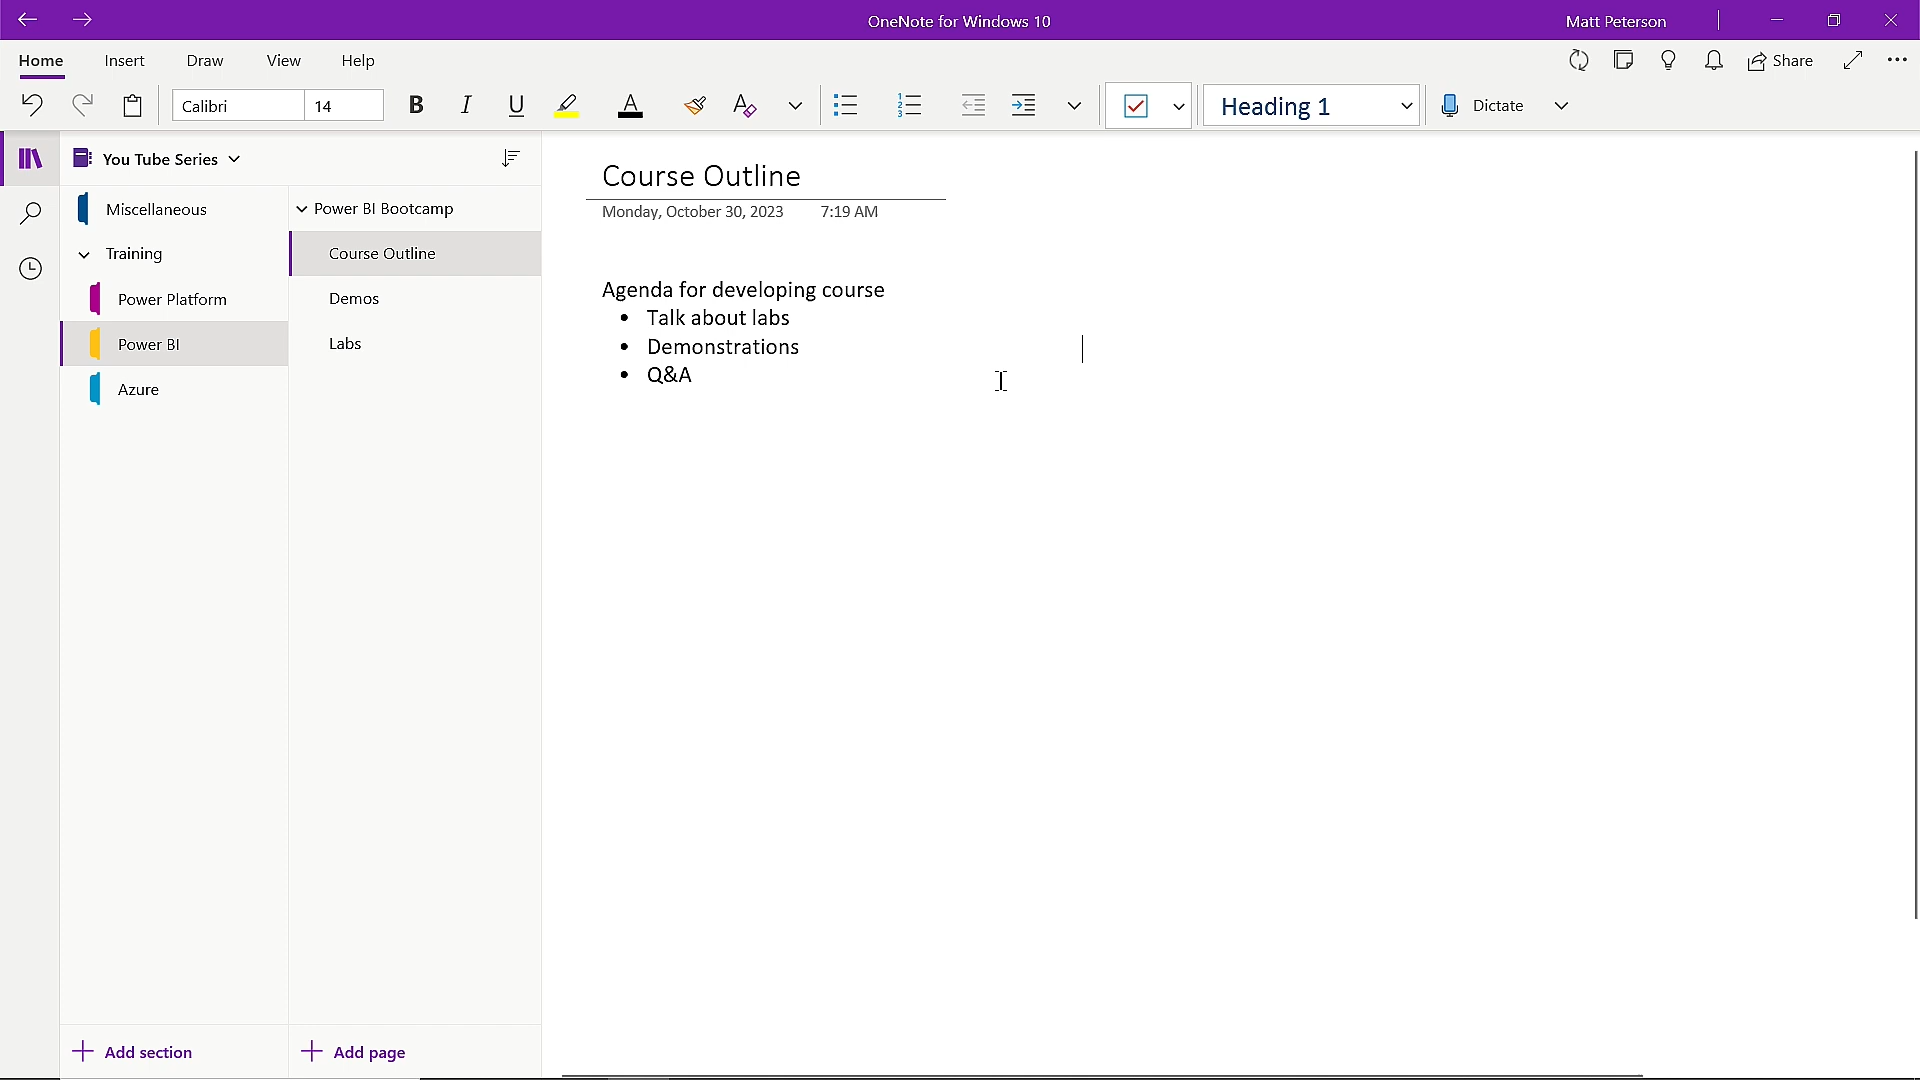 OneNote for Windows 10
Matt Peterson
Home Insert Draw View Help
Share
Calibri 14 B I U A A Heading 1 Dictate
You Tube Series
Miscellaneous
Training
Power Platform
Power BI
Azure
Add section
Power BI Bootcamp
Course Outline
Demos
Labs
Add page
Course Outline
Monday, October 30, 2023 7:19 AM
Agenda for developing course
• Talk about labs
• Demonstrations
• Q&A